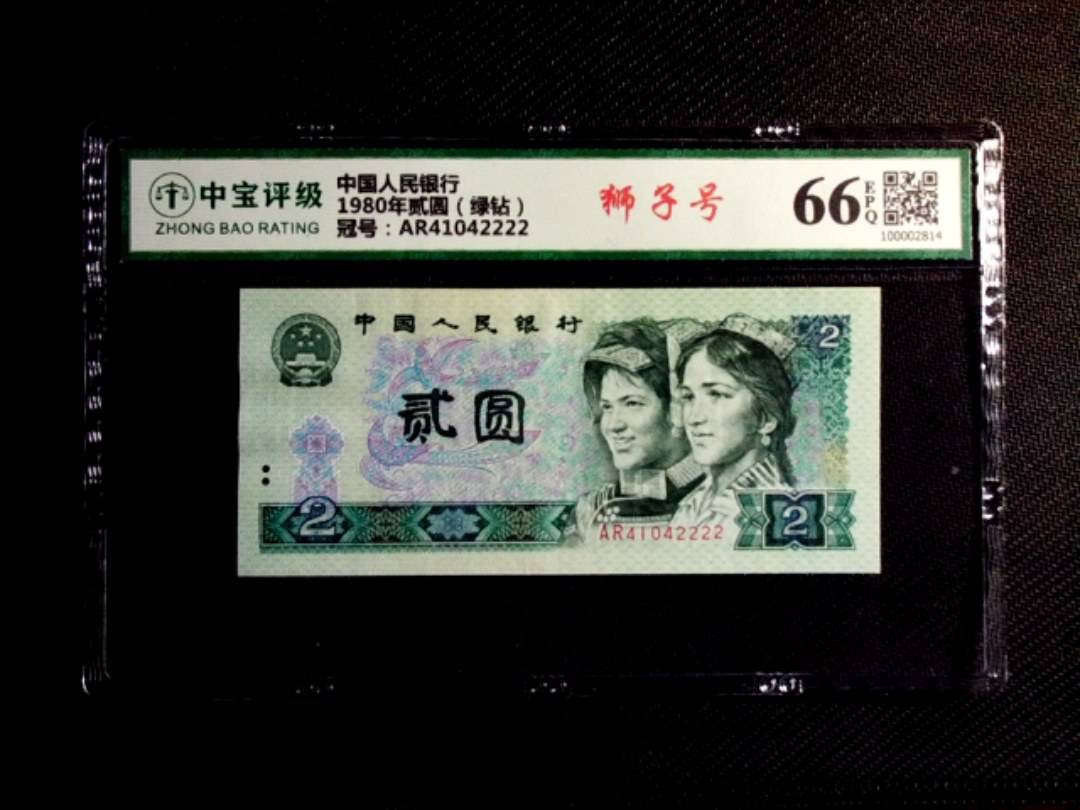 中宝评级
ZHONG BAO RATING
中国人民银行
1980年贰圆（绿钻）
冠号：AR41042222
狮子号
66
EPQ
100002814
中国人民银行
2
贰圆
2
AR41042222
2